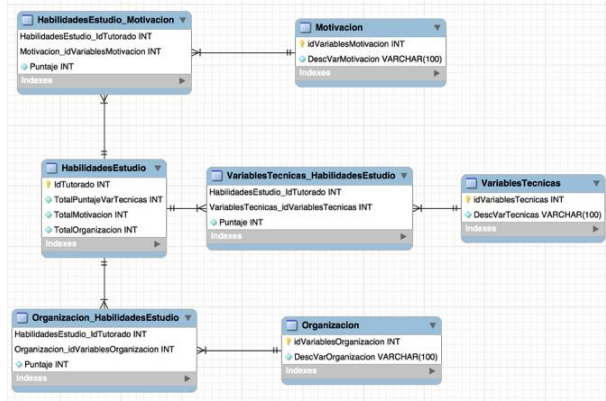 HabilidadesEstudio_Motivacion
HabilidadesEstudio_IdTutorado INT
Motivacion_idVariablesMotivacion INT
Puntaje INT
Indexes
Motivacion
idVariablesMotivacion INT
DescVarMotivacion VARCHAR(100)
Indexes
HabilidadesEstudio
IdTutorado INT
TotalPuntajeVarTecnicas INT
TotalMotivacion INT
TotalOrganizacion INT
Indexes
VariablesTecnicas_HabilidadesEstudio
HabilidadesEstudio_IdTutorado INT
VariablesTecnicas_idVariablesTecnicas INT
Puntaje INT
Indexes
VariablesTecnicas
idVariablesTecnicas INT
DescVarTecnicas VARCHAR(100)
Indexes
Organizacion_HabilidadesEstudio
HabilidadesEstudio_IdTutorado INT
Organizacion_idVariablesOrganizacion INT
Puntaje INT
Indexes
Organizacion
idVariablesOrganizacion INT
DescVarOrganizacion VARCHAR(100)
Indexes